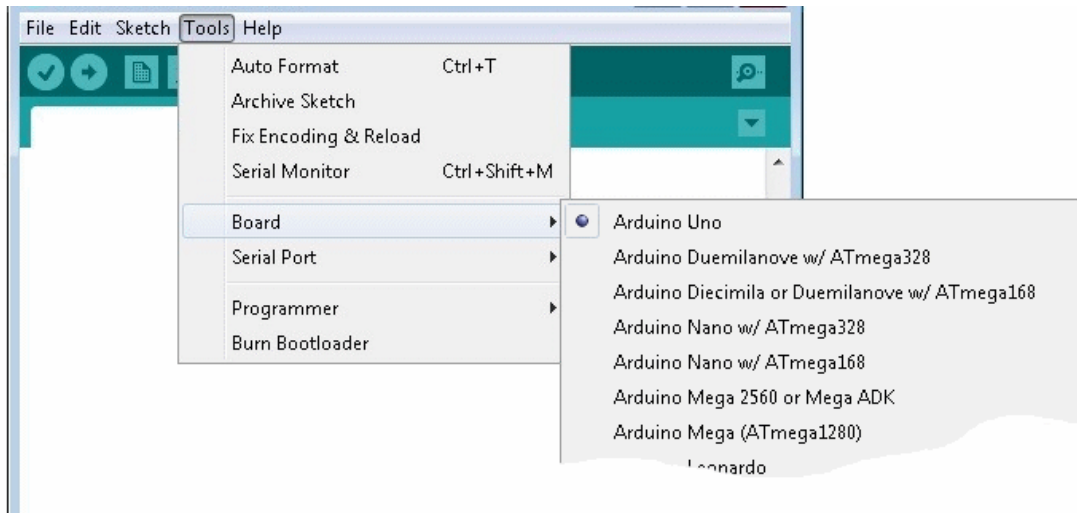 File Edit Sketch Tools Help
Auto Format Ctrl+T
Archive Sketch
Fix Encoding & Reload
Serial Monitor Ctrl+Shift+M
Board
Serial Port
Programmer
Burn Bootloader
Arduino Uno
Arduino Duemilanove w/ ATmega328
Arduino Diecimila or Duemilanove w/ ATmega168
Arduino Nano w/ ATmega328
Arduino Nano w/ ATmega168
Arduino Mega 2560 or Mega ADK
Arduino Mega (ATmega1280)
Leonardo